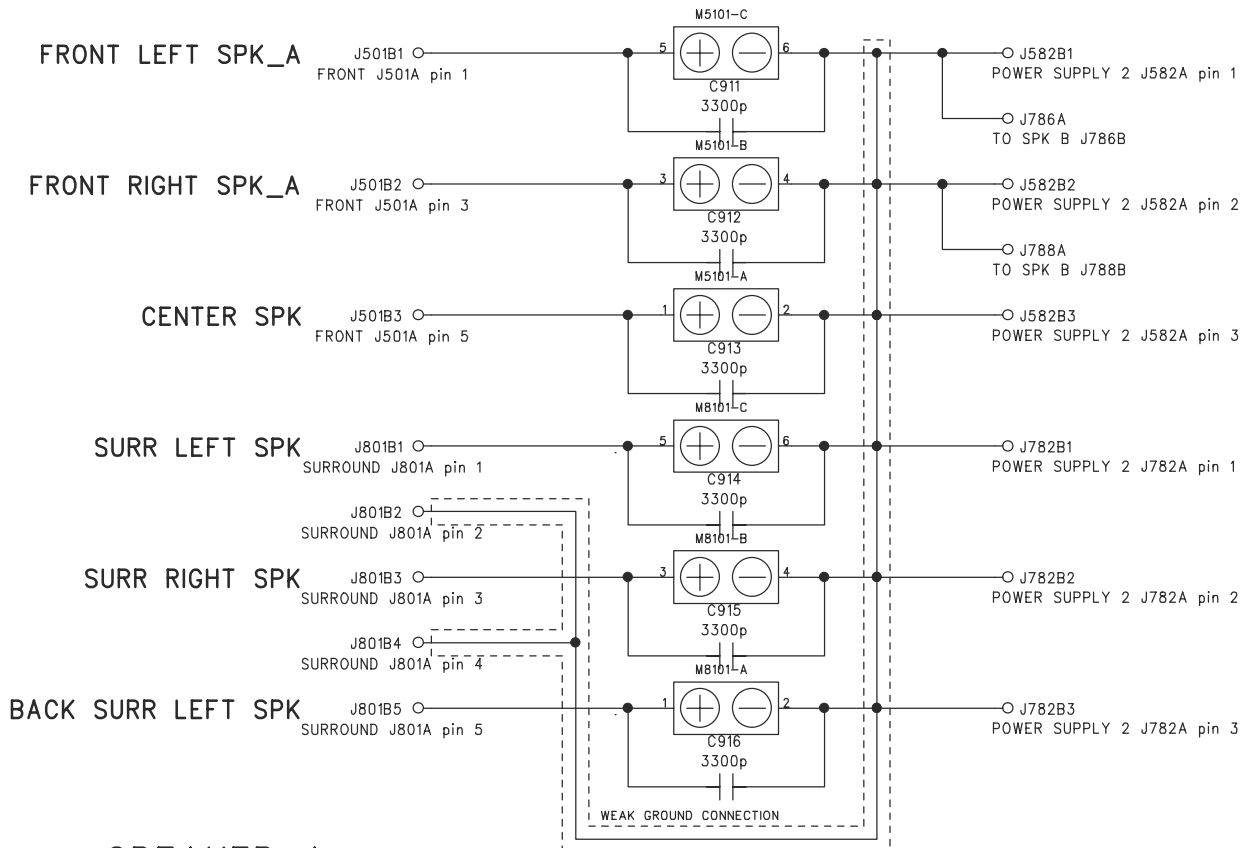 M5101-C
FRONT LEFT SPK_A J501B1 5 6 J582B1
FRONT J501A pin 1 POWER SUPPLY 2 J582A pin 1
C911
3300p
J786A
TO SPK B J786B
M5101-B
FRONT RIGHT SPK_A J501B2 3 4 J582B2
FRONT J501A pin 3 POWER SUPPLY 2 J582A pin 2
C912
3300p
J788A
TO SPK B J788B
M5101-A
CENTER SPK J501B3 1 2 J582B3
FRONT J501A pin 5 POWER SUPPLY 2 J582A pin 3
C913
3300p
M8101-C
SURR LEFT SPK J801B1 5 6 J782B1
SURROUND J801A pin 1 POWER SUPPLY 2 J782A pin 1
C914
3300p
J801B2
SURROUND J801A pin 2
M8101-B
SURR RIGHT SPK J801B3 3 4 J782B2
SURROUND J801A pin 3 POWER SUPPLY 2 J782A pin 2
C915
3300p
J801B4
SURROUND J801A pin 4
M8101-A
BACK SURR LEFT SPK J801B5 1 2 J782B3
SURROUND J801A pin 5 POWER SUPPLY 2 J782A pin 3
C916
3300p
WEAK GROUND CONNECTION